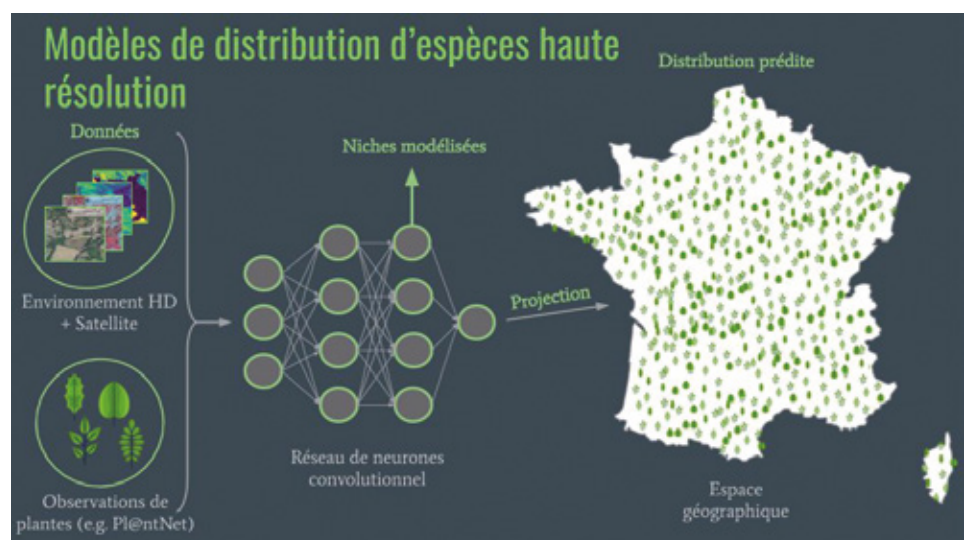 Modèles de distribution d’espèces haute
résolution
Données
Environnement HD
+ Satellite
Observations de
plantes (e.g. Pl@ntNet)
Niches modélisées
Réseau de neurones
convolutionnel
Projection
Distribution prédite
Espace
géographique